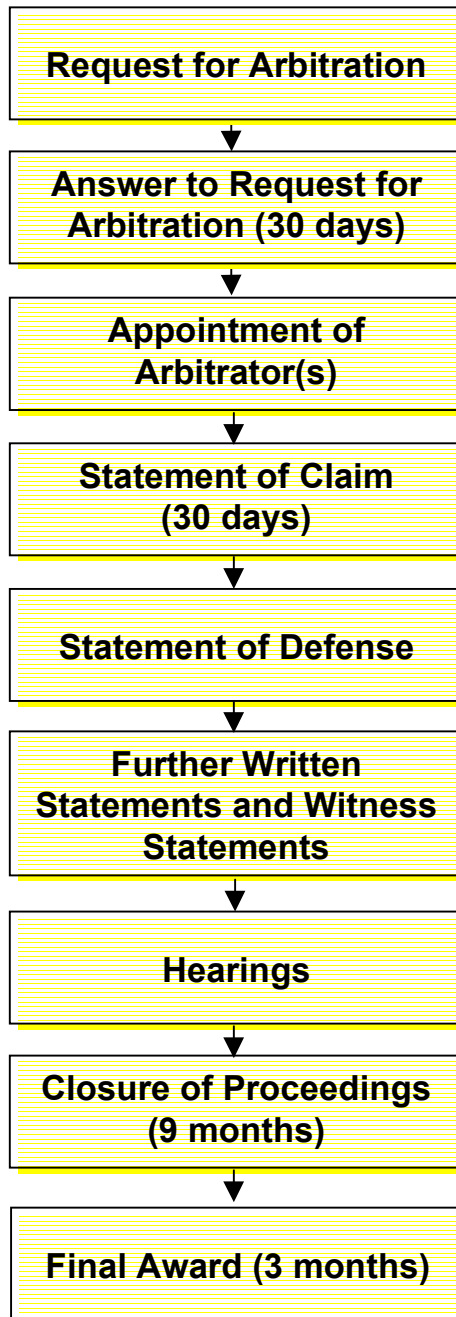 Request for Arbitration
Answer to Request for
Arbitration (30 days)
Appointment of
Arbitrator(s)
Statement of Claim
(30 days)
Statement of Defense
Further Written
Statements and Witness
Statements
Hearings
Closure of Proceedings
(9 months)
Final Award (3 months)